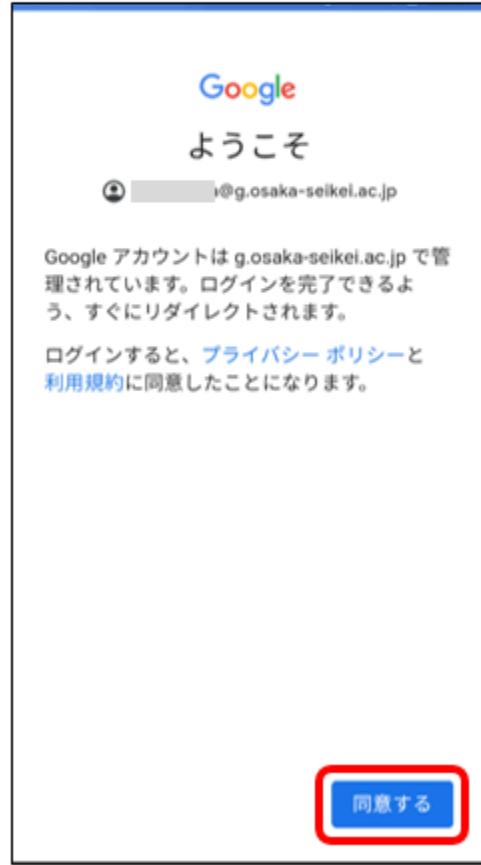 Google
ようこそ
@g.osaka-seikei.ac.jp
Google アカウントは g.osaka-seikei.ac.jp で管
理されています。ログインを完了できるよ
う、すぐにリダイレクトされます。
ログインすると、プライバシー ポリシーと
利用規約に同意したことになります。
同意する